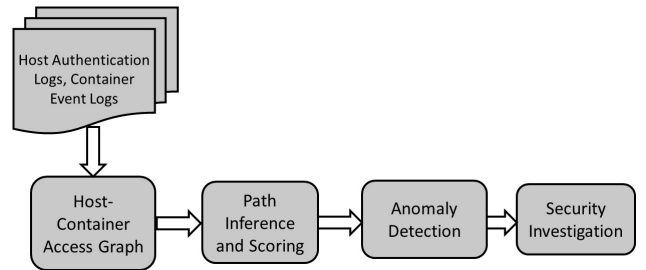 Host Authentication
Logs, Container
Event Logs
Host-
Container
Access Graph
Path
Inference
and Scoring
Anomaly
Detection
Security
Investigation